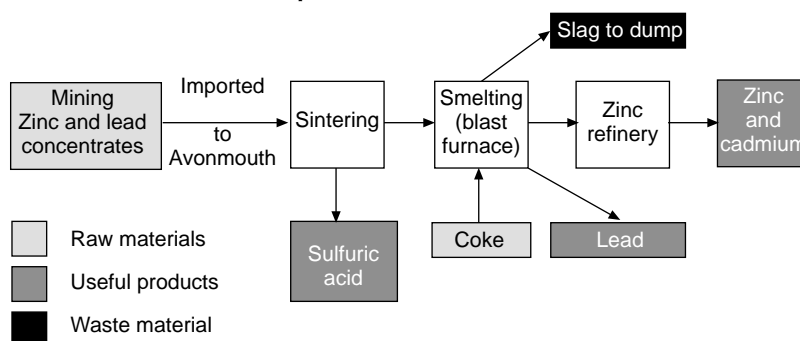 Slag to dump
Mining
Zinc and lead
concentrates
Imported
to
Avonmouth
Sintering
Smelting
(blast
furnace)
Zinc
refinery
Zinc
and
cadmium
Sulfuric
acid
Coke
Lead
Raw materials
Useful products
Waste material